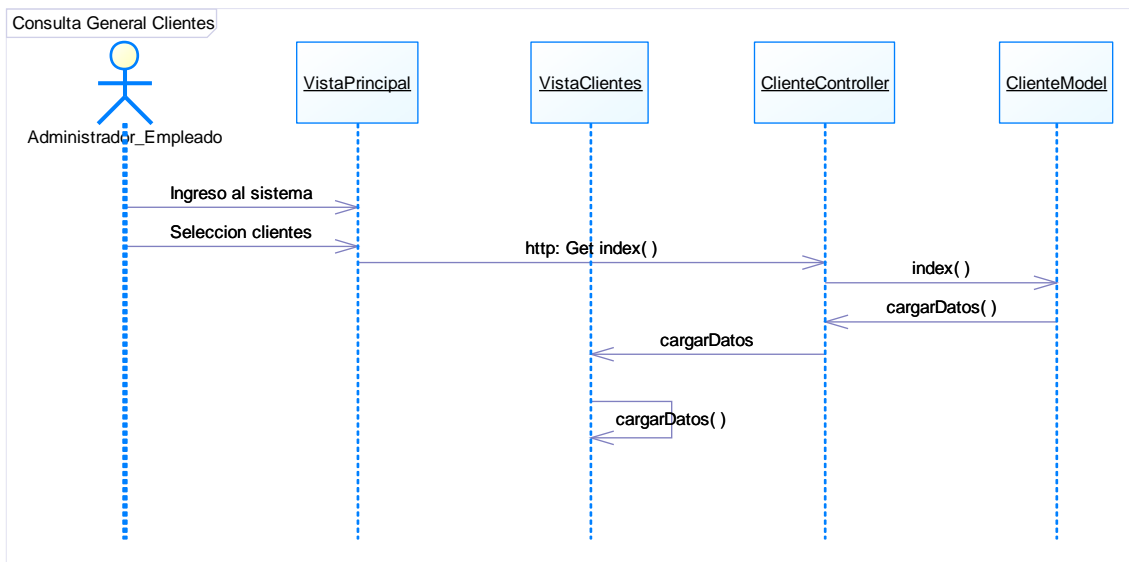 Consulta General Clientes
Administrador_Empleado
VistaPrincipal
VistaClientes
ClienteController
ClienteModel
Ingreso al sistema
Seleccion clientes
http: Get index( )
index( )
cargarDatos( )
cargarDatos
cargarDatos( )